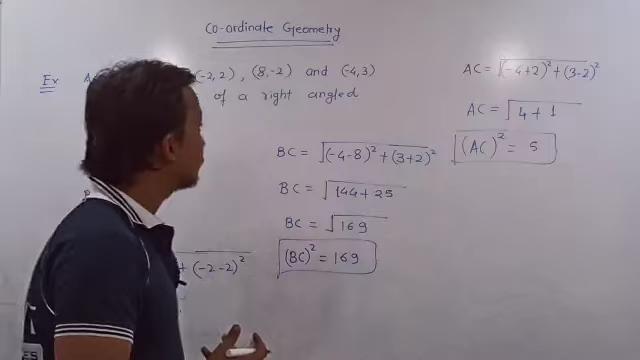 Co-ordinate Geometry
Ex (-2,2), (8,-2) and (-4,3)
of a right angled
AC = √(-4+2)² + (3-2)²
AC = √4 + 1
(AC)² = 5
BC = √(-4-8)² + (3+2)²
BC = √144 + 25
BC = √169
(BC)² = 169
+ (-2-2)²